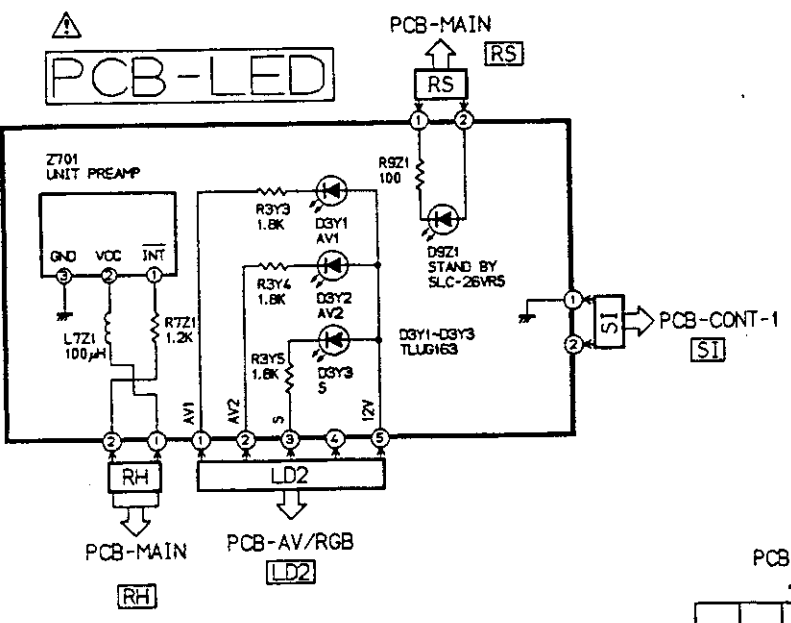 PCB-MAIN
RS
PCB-LED
RS
1 2
Z701
UNIT PREAMP
GND VCC INT
3 2 1
R9Z1
100
R3Y3
1.8K
D3Y1
AV1
D9Z1
STAND BY
SLC-26VR5
R3Y4
1.8K
D3Y2
AV2
L7Z1
100μH
R7Z1
1.2K
D3Y1~D3Y3
TLUG163
R3Y5
1.8K
D3Y3
S
1
2
SI
PCB-CONT-1
SI
AV1 AV2 S 12V
2 1 1 2 3 4 5
RH
LD2
PCB-MAIN
PCB-AV/RGB
RH
LD2
PCB